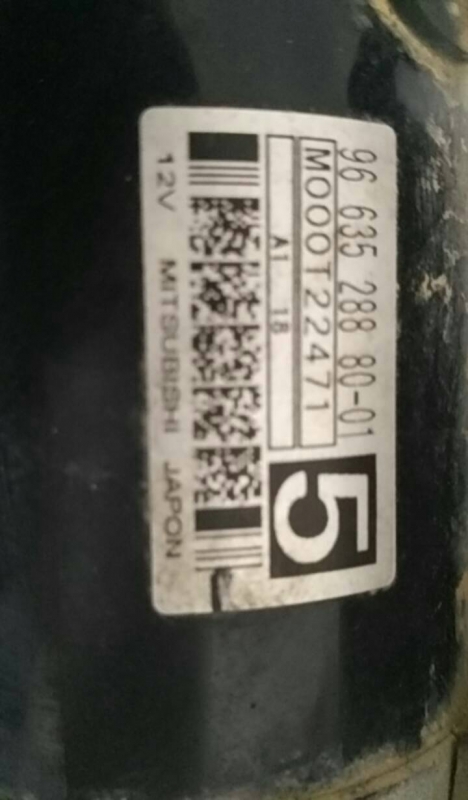 96 635 288 80-01
M000T22471
A1 18
5
12V MITSUBISHI JAPON